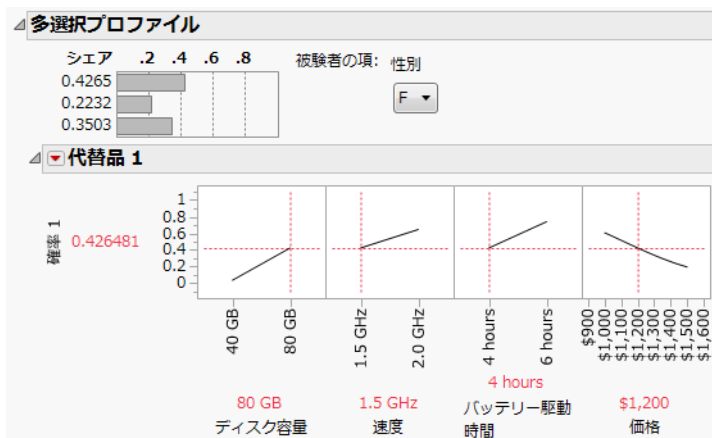 多選択プロファイル
シェア .2 .4 .6 .8
被験者の項: 性別
0.4265
F
0.2232
0.3503
代替品 1
確率 1
0.426481
1
0.8
0.6
0.4
0.2
0
40 GB
80 GB
1.5 GHz
2.0 GHz
4 hours
6 hours
$900
$1,000
$1,100
$1,200
$1,300
$1,400
$1,500
$1,600
80 GB
ディスク容量
1.5 GHz
速度
4 hours
バッテリー駆動
時間
$1,200
価格